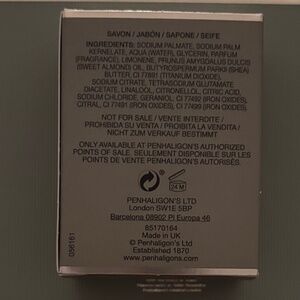 SAVON / JABÓN / SAPONE / SEIFE
INGREDIENTS: SODIUM PALMATE, SODIUM PALM
KERNELATE, AQUA (WATER), GLYCERIN, PARFUM
(FRAGRANCE), LIMONENE, PRUNUS AMYGDALUS DULCIS
(SWEET ALMOND) OIL, BUTYROSPERMUM PARKII (SHEA)
BUTTER, CI 77891 (TITANIUM DIOXIDE),
SODIUM CITRATE, TETRASODIUM GLUTAMATE
DIACETATE, LINALOOL, CITRONELLOL, CITRIC ACID,
SODIUM CHLORIDE, GERANIOL, CI 77492 (IRON OXIDES),
CITRAL, CI 77491 (IRON OXIDES), CI 77499 (IRON OXIDES).
NOT FOR SALE / VENTE INTERDITE /
PROHIBIDA SU VENTA / PROIBITA LA VENDITA /
NICHT ZUM VERKAUF BESTIMMT
ONLY AVAILABLE AT PENHALIGON'S AUTHORIZED
POINTS OF SALE. SEULEMENT DISPONIBLE SUR LES
POINTS DE VENTE PENHALIGON'S AUTORISÉS.
24 M
PENHALIGON'S LTD
London SW1E 5BP
Barcelona 08902 Pl Europa 46
85170164
Made in UK
© Penhaligon's Ltd
Established 1870
www.penhaligons.com
056161